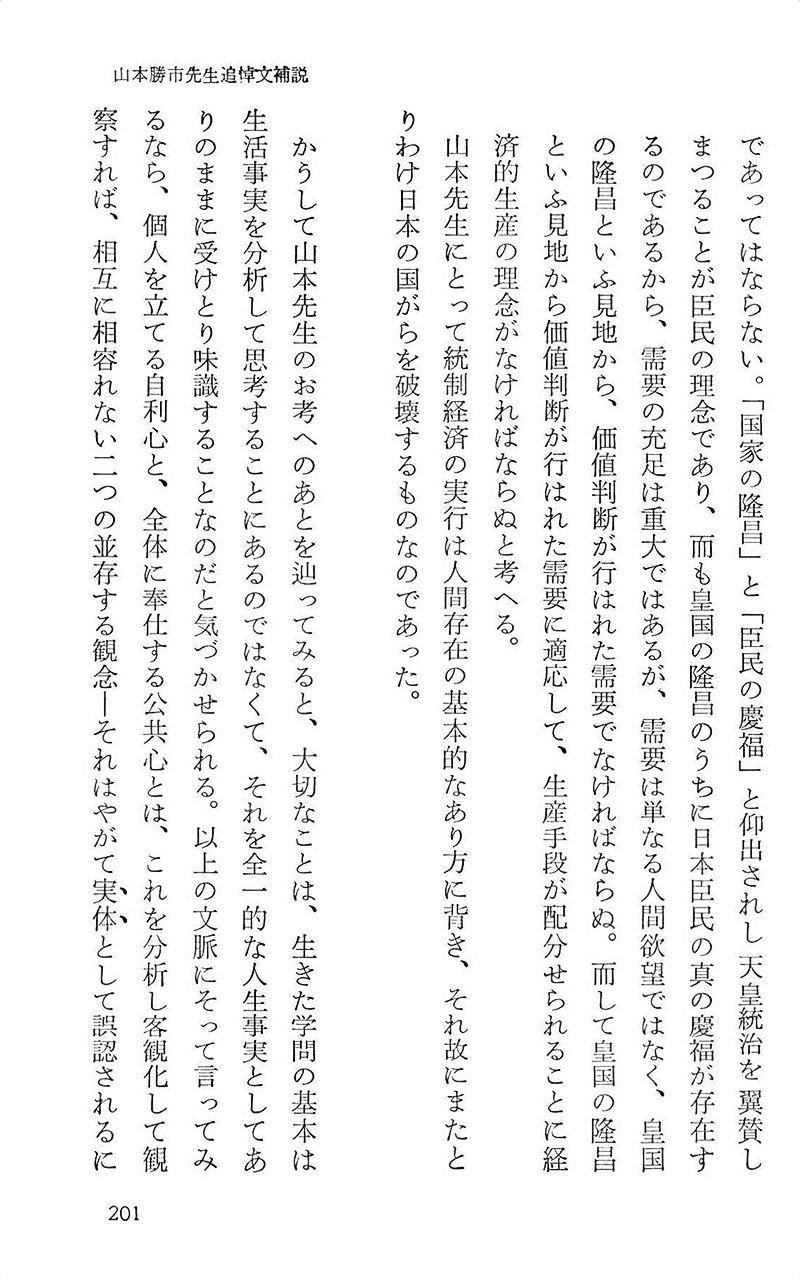 山本勝市先生追悼文補説
であってはならない。「国家の隆昌」と「臣民の慶福」と仰出されし天皇統治を翼賛し
まつることが臣民の理念であり、而も皇国の隆昌のうちに日本臣民の真の慶福が存在す
るのであるから、需要の充足は重大ではあるが、需要は単なる人間欲望ではなく、皇国
の隆昌といふ見地から、価値判断が行はれた需要でなければならぬ。而して皇国の隆昌
といふ見地から価値判断が行はれた需要に適応して、生産手段が配分せられることに経
済的生産の理念がなければならぬと考へる。
山本先生にとって統制経済の実行は人間存在の基本的なあり方に背き、それ故にまたと
りわけ日本の国がらを破壊するものなのであった。
かうして山本先生のお考へのあとを辿ってみると、大切なことは、生きた学問の基本は
生活事実を分析して思考することにあるのではなくて、それを全一的な人生事実としてあ
りのままに受けとり味識することなのだと気づかせられる。以上の文脈にそって言ってみ
るなら、個人を立てる自利心と、全体に奉仕する公共心とは、これを分析し客観化して観
察すれば、相互に相容れない二つの並存する観念―それはやがて実体として誤認されるに
201